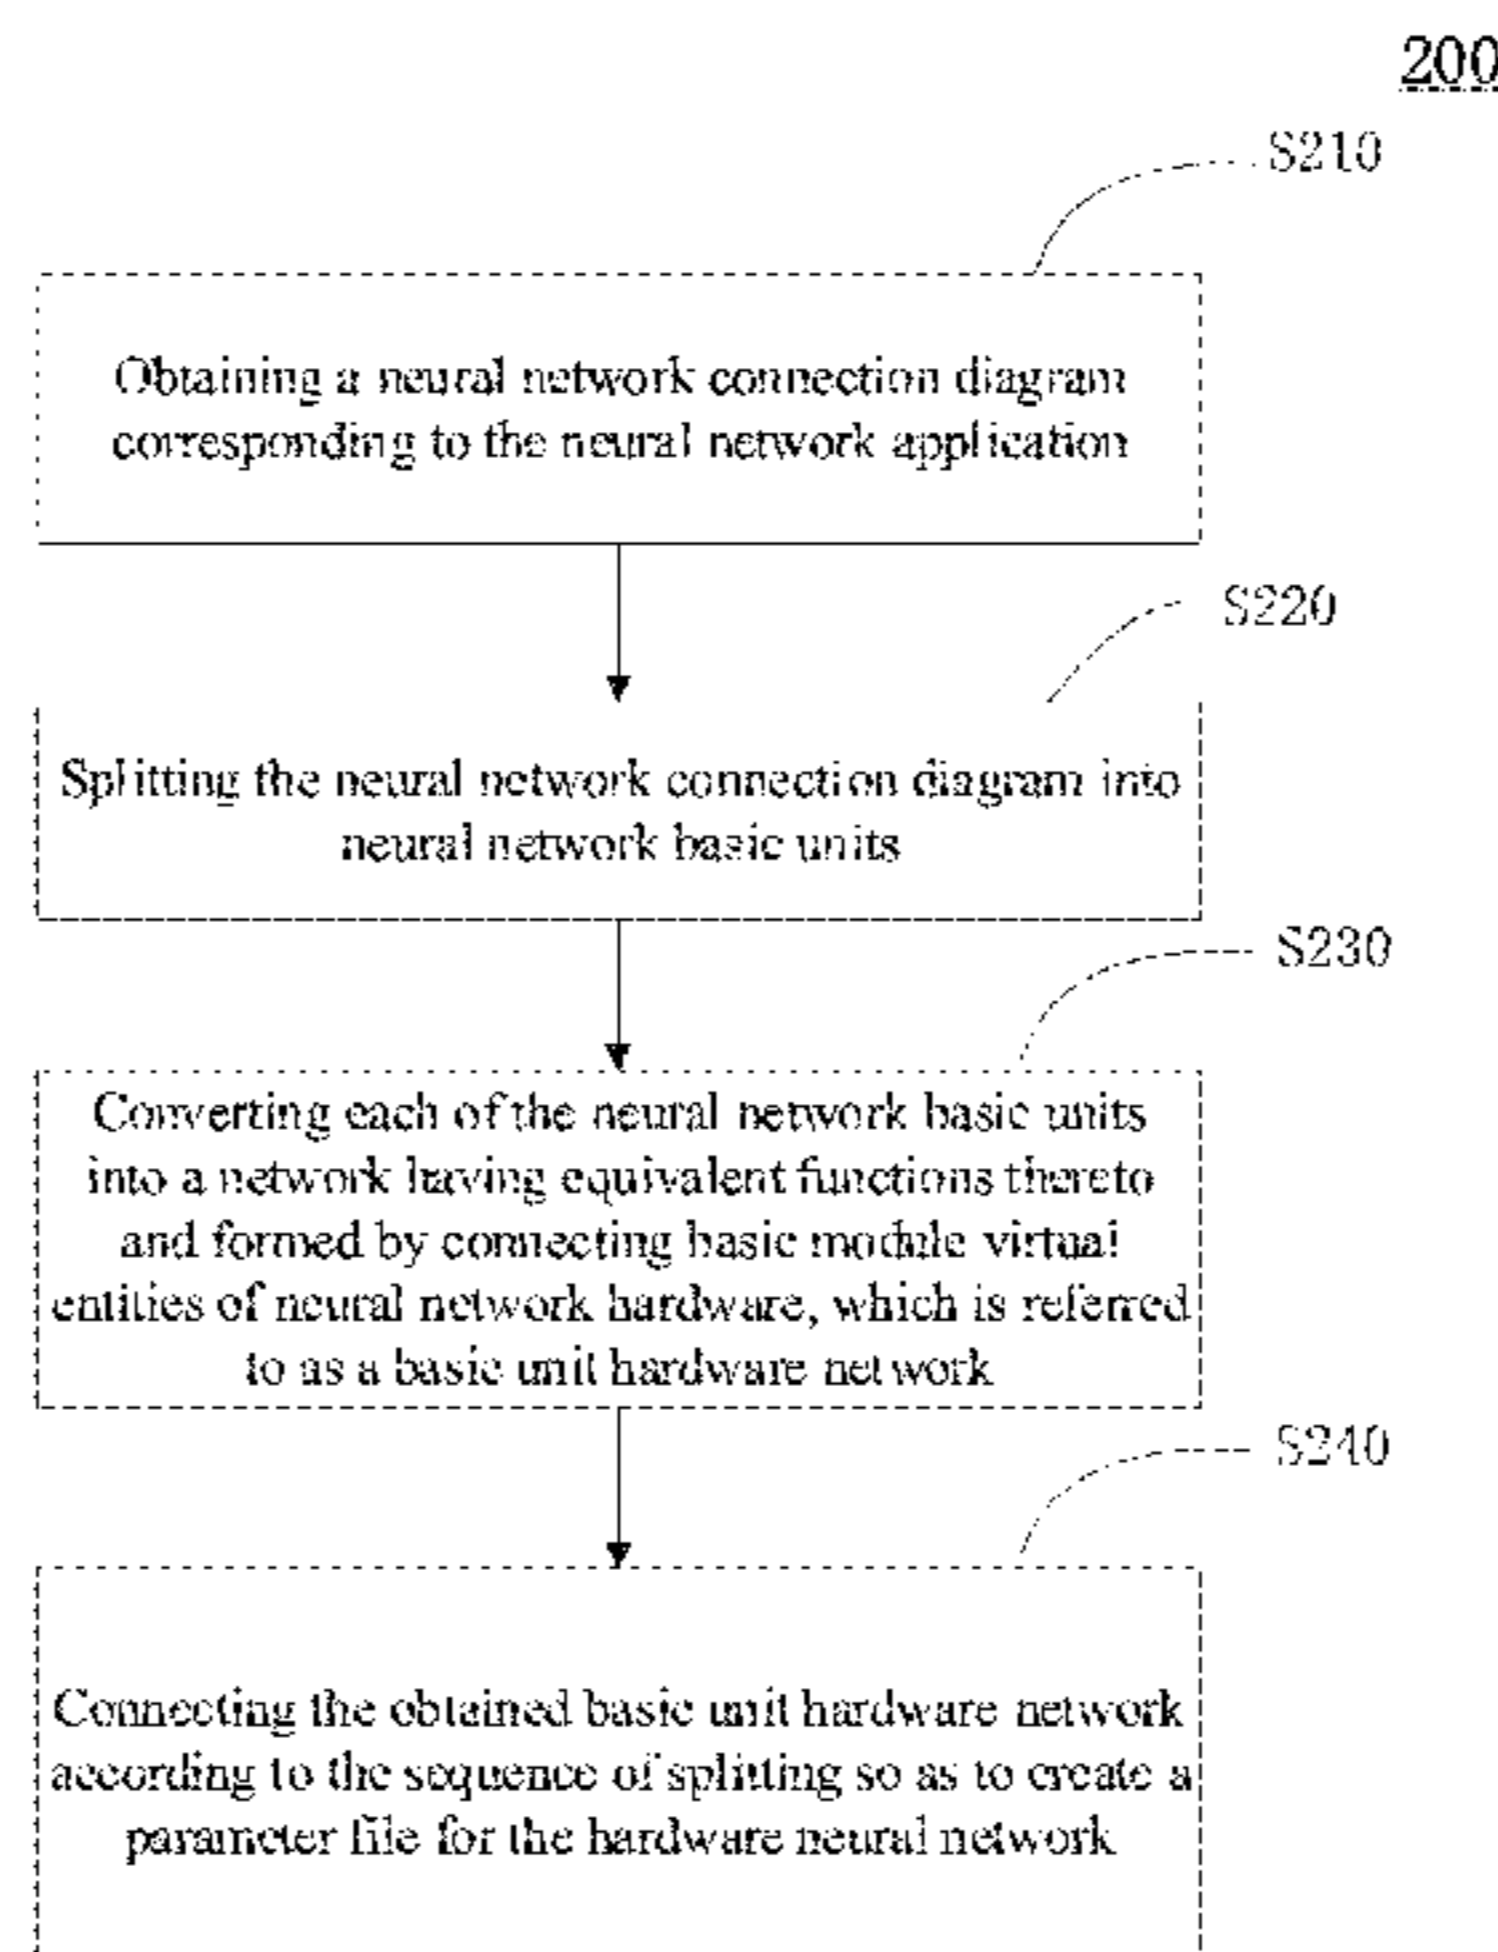 200
S210
Obtaining a neural network connection diagram
corresponding to the neural network application
S220
Splitting the neural network connection diagram into
neural network basic units
S230
Converting each of the neural network basic units
into a network having equivalent functions thereto
and formed by connecting basic module virtual
entities of neural network hardware, which is referred
to as a basic unit hardware network
S240
Connecting the obtained basic unit hardware network
according to the sequence of splitting so as to create a
parameter file for the hardware neural network